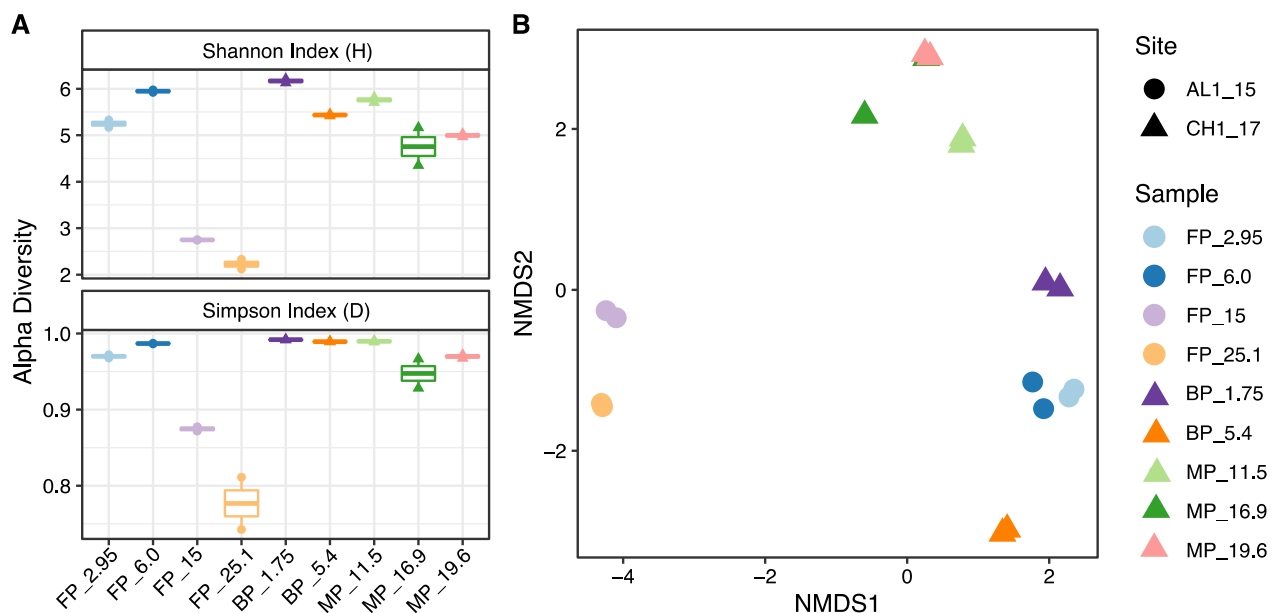 A
Shannon Index (H)
6
5
4
3
2
Simpson Index (D)
1.0
0.9
0.8
Alpha Diversity
FP_2.95
FP_6.0
FP_15
FP_25.1
BP_1.75
BP_5.4
MP_11.5
MP_16.9
MP_19.6
B
2
0
−2
NMDS2
−4
−2
0
2
NMDS1
Site
AL1_15
CH1_17
Sample
FP_2.95
FP_6.0
FP_15
FP_25.1
BP_1.75
BP_5.4
MP_11.5
MP_16.9
MP_19.6